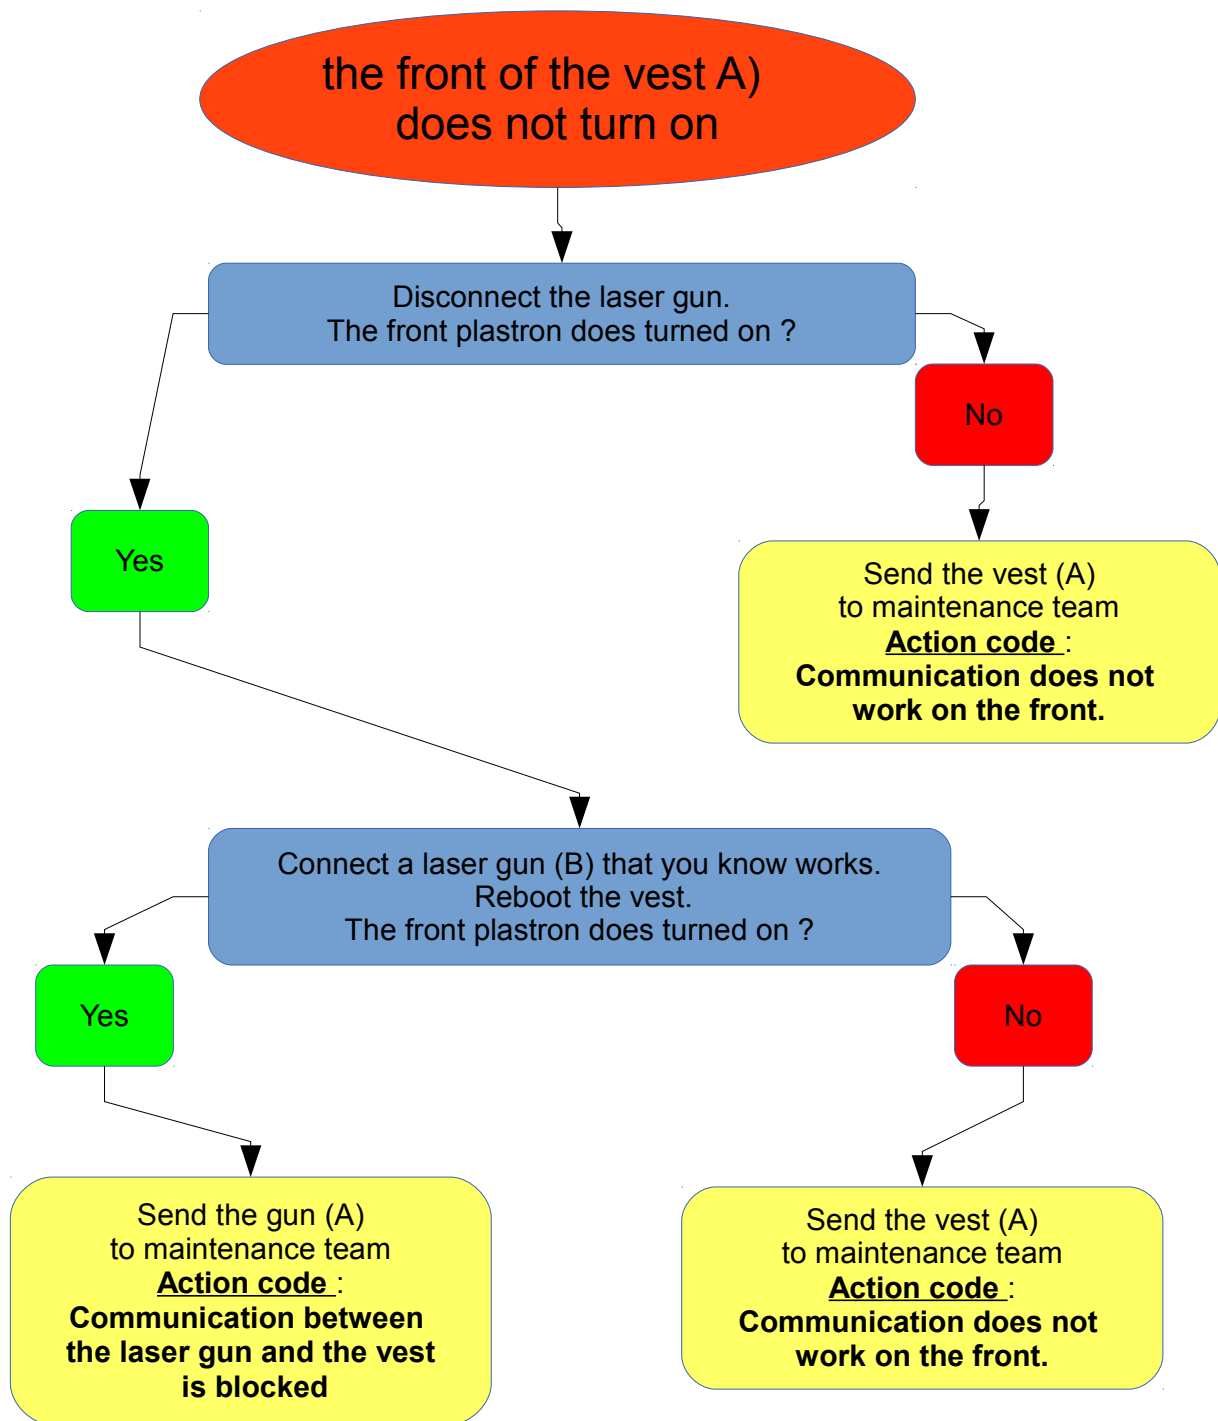 the front of the vest A)
does not turn on
Disconnect the laser gun.
The front plastron does turned on ?
No
Yes
Send the vest (A)
to maintenance team
Action code :
Communication does not
work on the front.
Connect a laser gun (B) that you know works.
Reboot the vest.
The front plastron does turned on ?
Yes
No
Send the gun (A)
to maintenance team
Action code :
Communication between
the laser gun and the vest
is blocked
Send the vest (A)
to maintenance team
Action code :
Communication does not
work on the front.